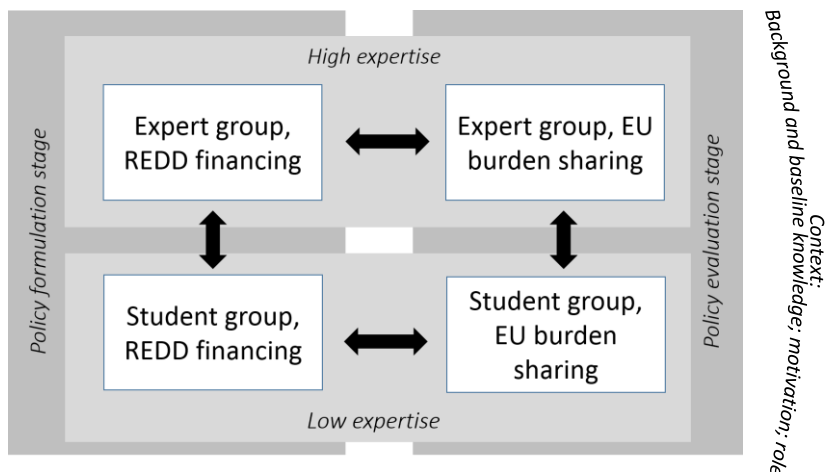 High expertise
Expert group,
REDD financing
Expert group, EU
burden sharing
Policy formulation stage
Policy evaluation stage
Student group,
REDD financing
Student group,
EU burden
sharing
Low expertise
Context:
Background and baseline knowledge; motivation; role